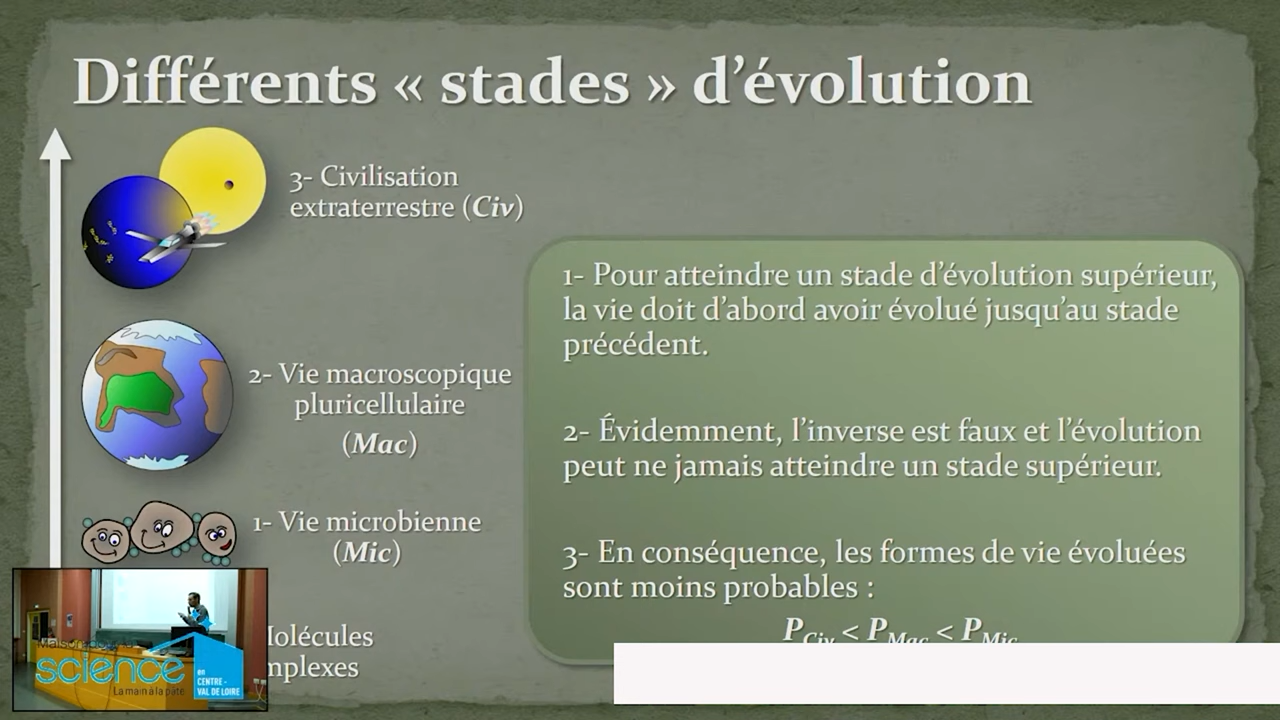 Différents « stades » d'évolution
3- Civilisation
extraterrestre (Civ)
2- Vie macroscopique
pluricellulaire
(Mac)
1- Vie microbienne
(Mic)
1- Pour atteindre un stade d'évolution supérieur,
la vie doit d'abord avoir évolué jusqu'au stade
précédent.
2- Évidemment, l'inverse est faux et l'évolution
peut ne jamais atteindre un stade supérieur.
3- En conséquence, les formes de vie évoluées
sont moins probables :
P Civ < P Mac < P Mic
science
La main à la pâte
en
CENTRE -
VAL DE LOIRE